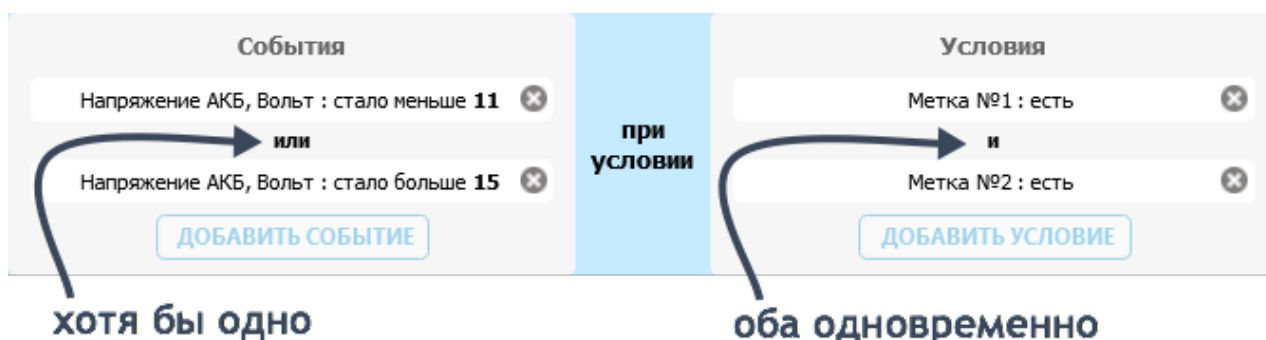 События
Напряжение АКБ, Вольт : стало меньше 11
или
Напряжение АКБ, Вольт : стало больше 15
ДОБАВИТЬ СОБЫТИЕ
хотя бы одно
при
условии
Условия
Метка №1 : есть
и
Метка №2 : есть
ДОБАВИТЬ УСЛОВИЕ
оба одновременно